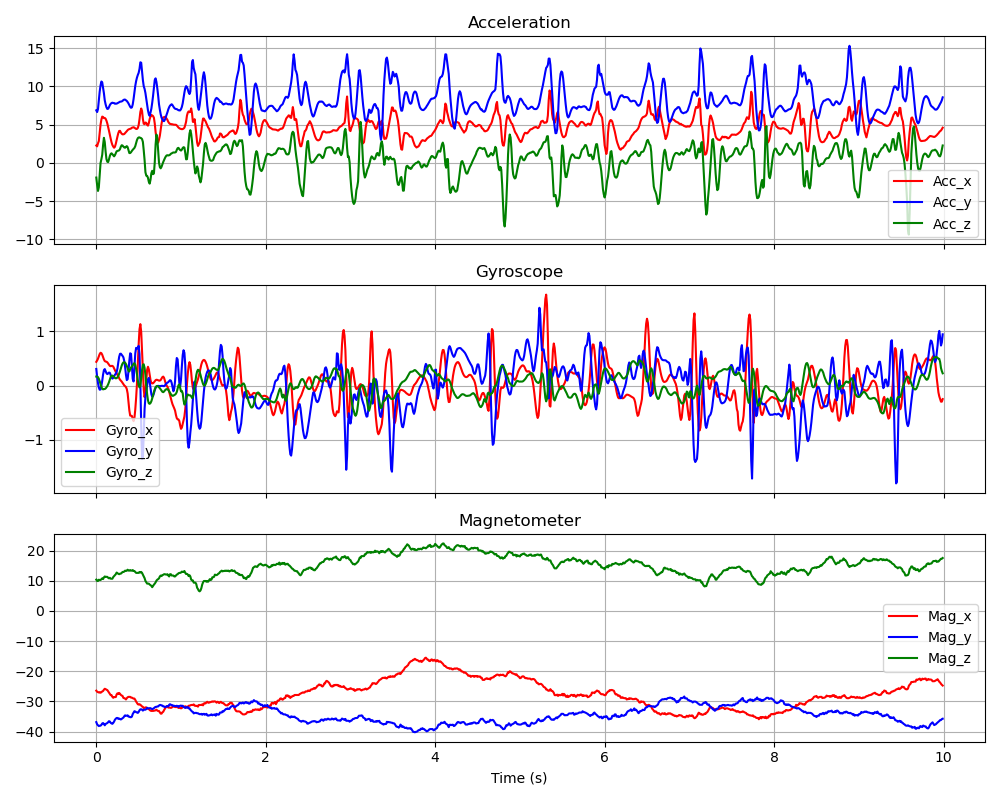 Acceleration
15
10
5
0
−5
−10
Acc_x
Acc_y
Acc_z
Gyroscope
1
0
−1
Gyro_x
Gyro_y
Gyro_z
Magnetometer
20
10
0
−10
−20
−30
−40
Mag_x
Mag_y
Mag_z
0 2 4 6 8 10
Time (s)